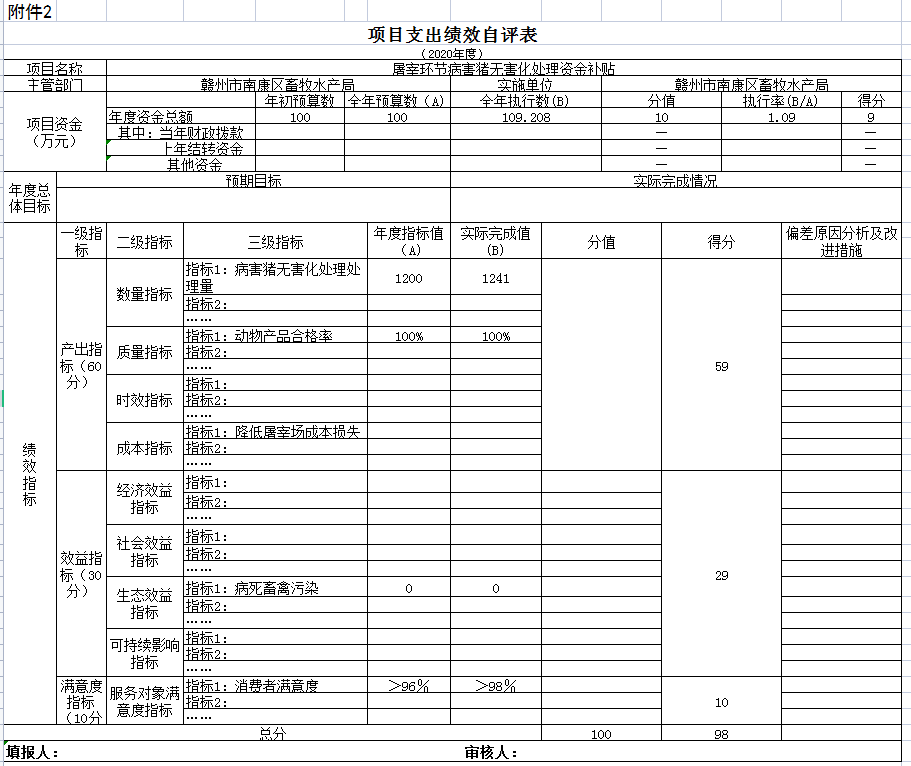 附件2
项目支出绩效自评表
(2020年度)
项目名称 屠宰环节病害猪无害化处理资金补贴
主管部门 赣州市南康区畜牧水产局 实施单位 赣州市南康区畜牧水产局
项目资金（万元） 年初预算数 全年预算数（A） 全年执行数(B) 分值 执行率(B/A) 得分
年度资金总额 100 100 109.208 10 1.09 9
其中：当年财政拨款 — —
上年结转资金 — —
其他资金 — —
年度总体目标 预期目标 实际完成情况
绩效指标 一级指标 二级指标 三级指标 年度指标值（A） 实际完成值(B) 分值 得分 偏差原因分析及改进措施
产出指标（60分） 数量指标 指标1：病害猪无害化处理处理量 1200 1241 59
指标2：
……
质量指标 指标1：动物产品合格率 100% 100%
指标2：
……
时效指标 指标1：
指标2：
……
成本指标 指标1：降低屠宰场成本损失
指标2：
……
效益指标（30分） 经济效益指标 指标1： 29
指标2：
……
社会效益指标 指标1：
指标2：
……
生态效益指标 指标1：病死畜禽污染 0 0
指标2：
……
可持续影响指标 指标1：
指标2：
……
满意度指标（10分 服务对象满意度指标 指标1：消费者满意度 ＞96％ ＞98％ 10
指标2：
……
总分 100 98
填报人： 审核人：